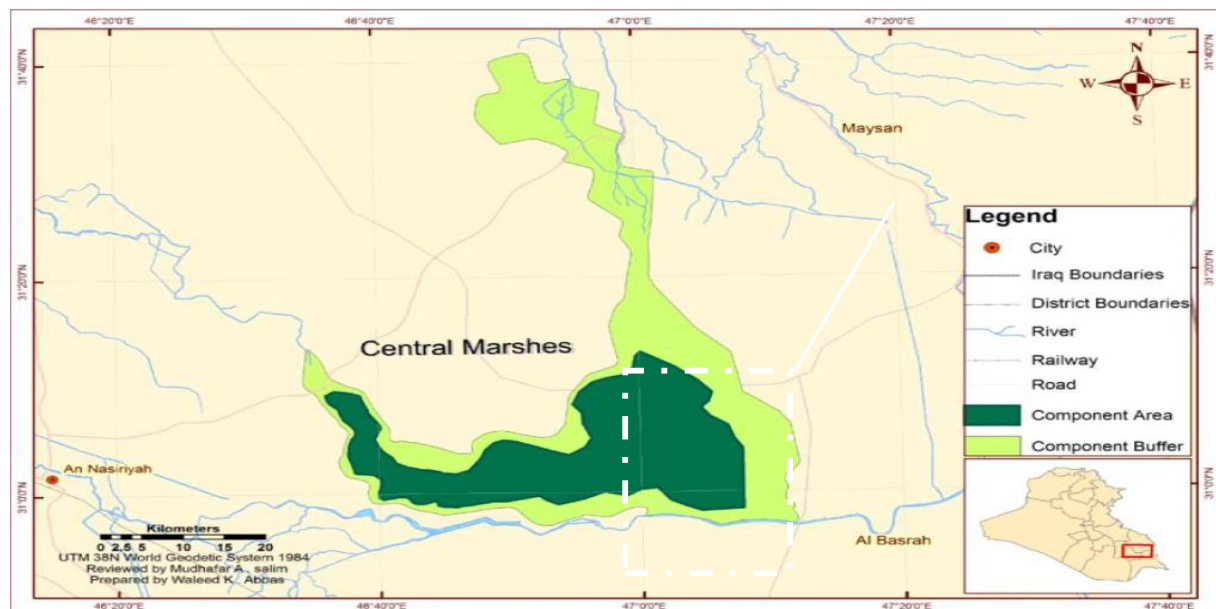 46°20'0"E 46°40'0"E 47°0'0"E 47°20'0"E 47°40'0"E
31°40'0"N
31°40'0"N
N
W E
S
Maysan
Legend
City
Iraq Boundaries
District Boundaries
River
Railway
Road
Component Area
Component Buffer
31°20'0"N
31°20'0"N
Central Marshes
An Nasiriyah
31°0'0"N
31°0'0"N
Al Basrah
Kilometers
0 2.5 5 10 15 20
UTM 38N World Geodetic System 1984
Reviewed by Mudhafar A., salim
Prepared by Waleed K, Abbas
46°20'0"E 46°40'0"E 47°0'0"E 47°20'0"E 47°40'0"E